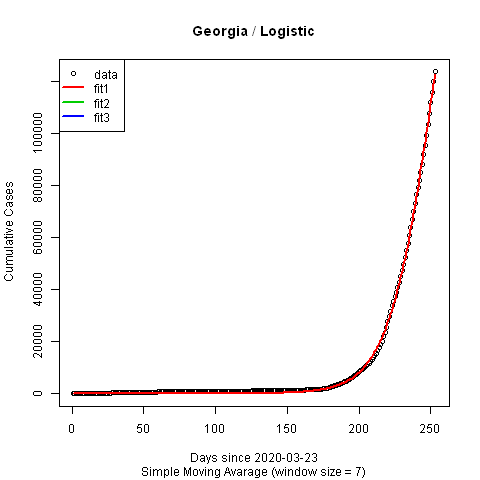 Georgia / Logistic
data
fit1
fit2
fit3
Cumulative Cases
0
20000
40000
60000
80000
100000
0
50
100
150
200
250
Days since 2020-03-23
Simple Moving Avarage (window size = 7)